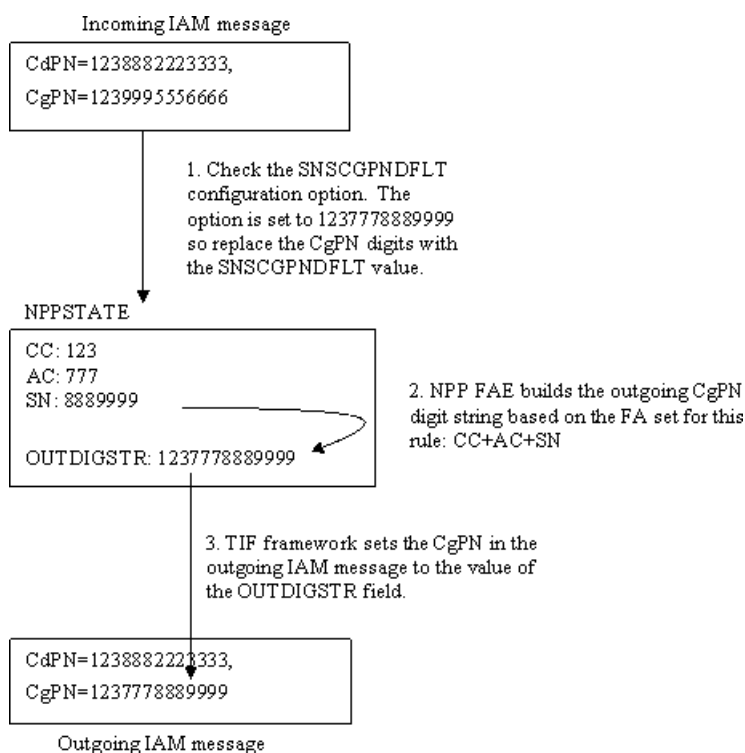 Incoming IAM message
CdPN=1238882223333,
CgPN=1239995556666
1. Check the SNSCGPNDFLT
configuration option. The
option is set to 1237778889999
so replace the CgPN digits with
the SNSCGPNDFLT value.
NPPSTATE
CC: 123
AC: 777
SN: 8889999
OUTDIGSTR: 1237778889999
2. NPP FAE builds the outgoing CgPN
digit string based on the FA set for this
rule: CC+AC+SN
3. TIF framework sets the CgPN in the
outgoing IAM message to the value of
the OUTDIGSTR field.
CdPN=1238882223333,
CgPN=1237778889999
Outgoing IAM message